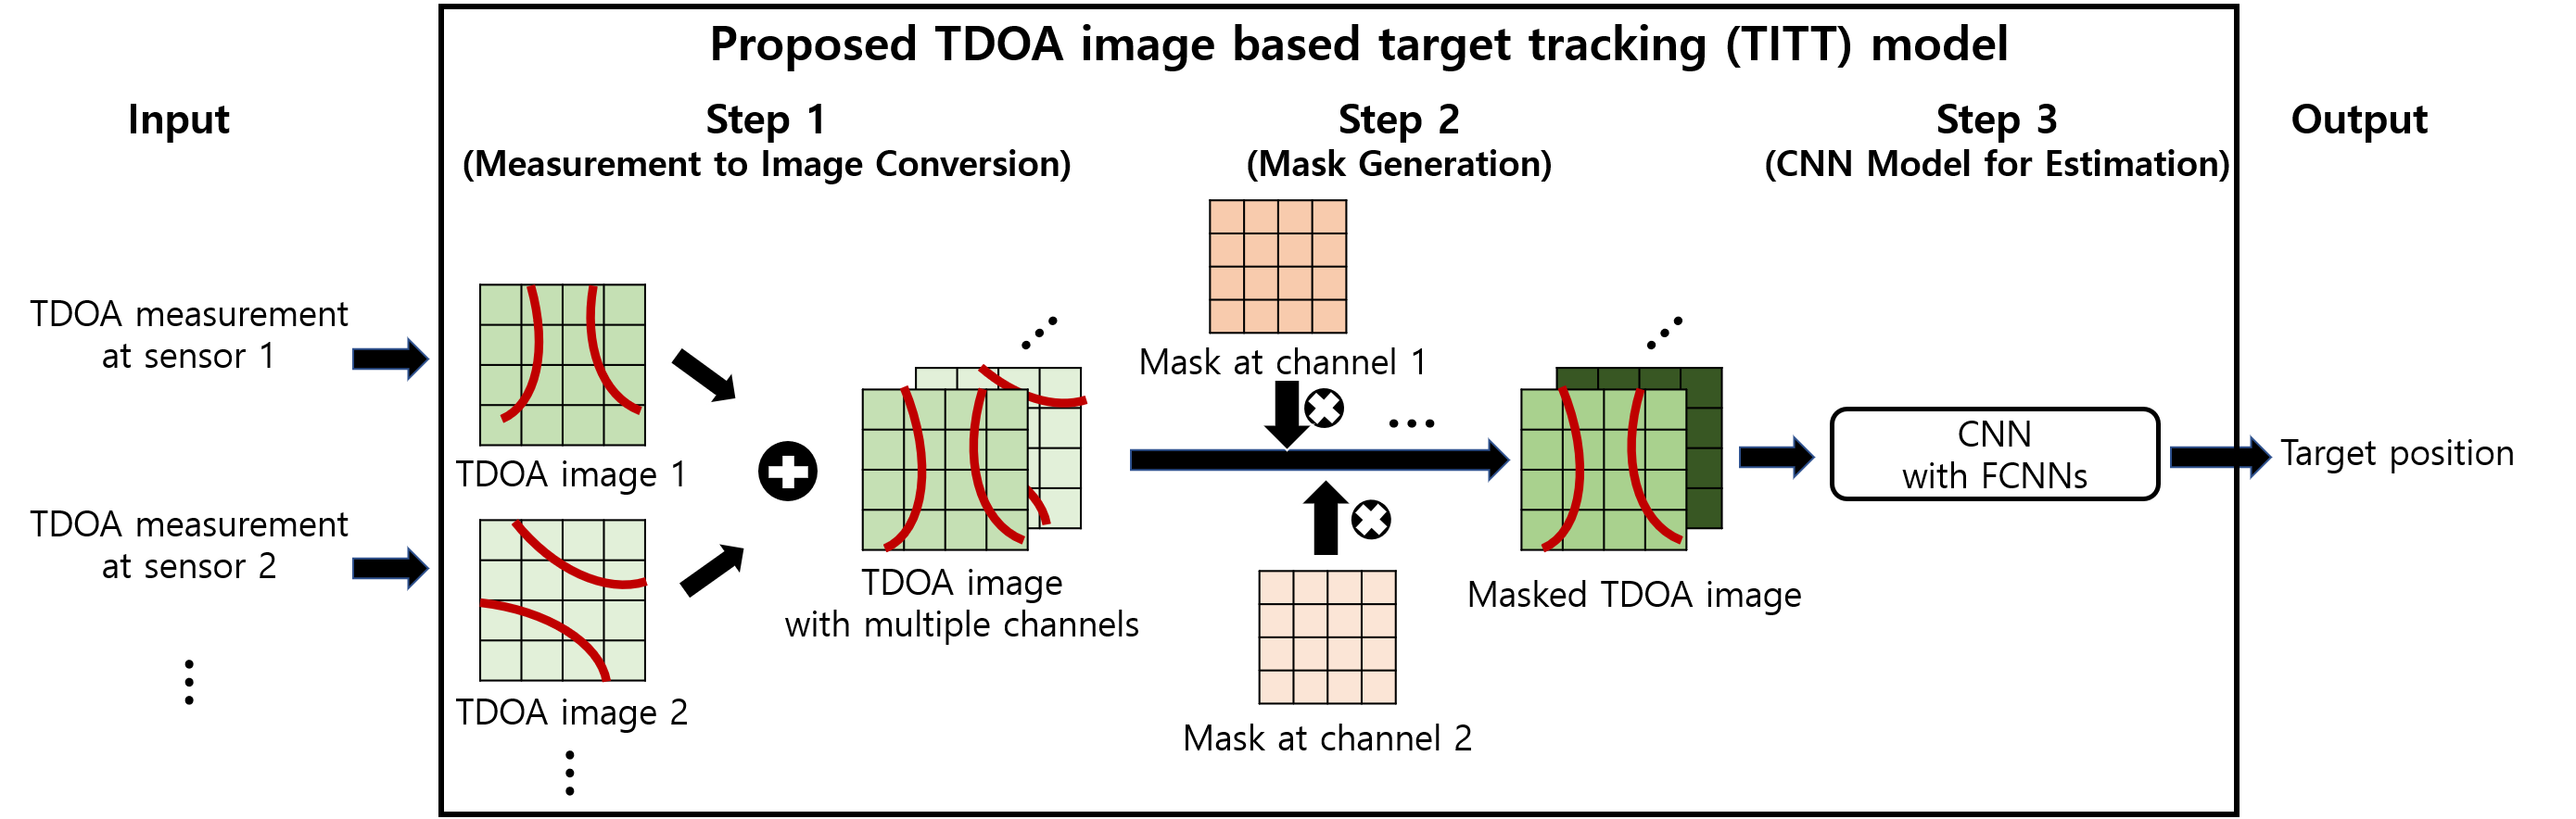 Proposed TDOA image based target tracking (TITT) model
Input
Step 1
(Measurement to Image Conversion)
Step 2
(Mask Generation)
Step 3
(CNN Model for Estimation)
Output
TDOA measurement
at sensor 1
TDOA measurement
at sensor 2
TDOA image 1
TDOA image 2
TDOA image
with multiple channels
Mask at channel 1
Mask at channel 2
Masked TDOA image
CNN
with FCNNs
Target position